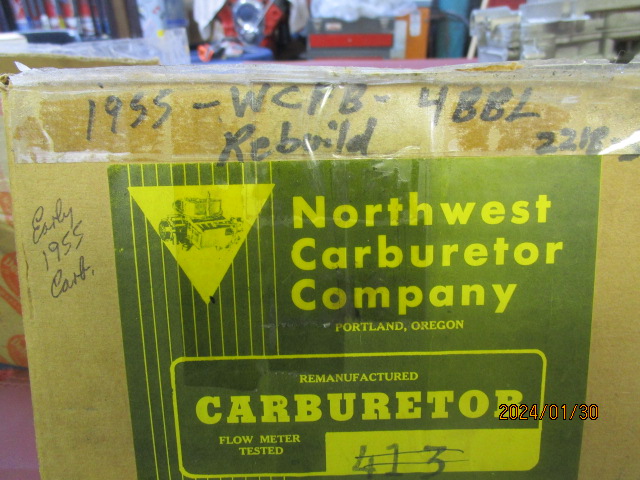 1955 - WCFB - 4BBL
Rebuild
2218
Early
1955
Carb.
Northwest
Carburetor
Company
PORTLAND, OREGON
REMANUFACTURED
CARBURETOR
FLOW METER
TESTED
413
2024/01/30